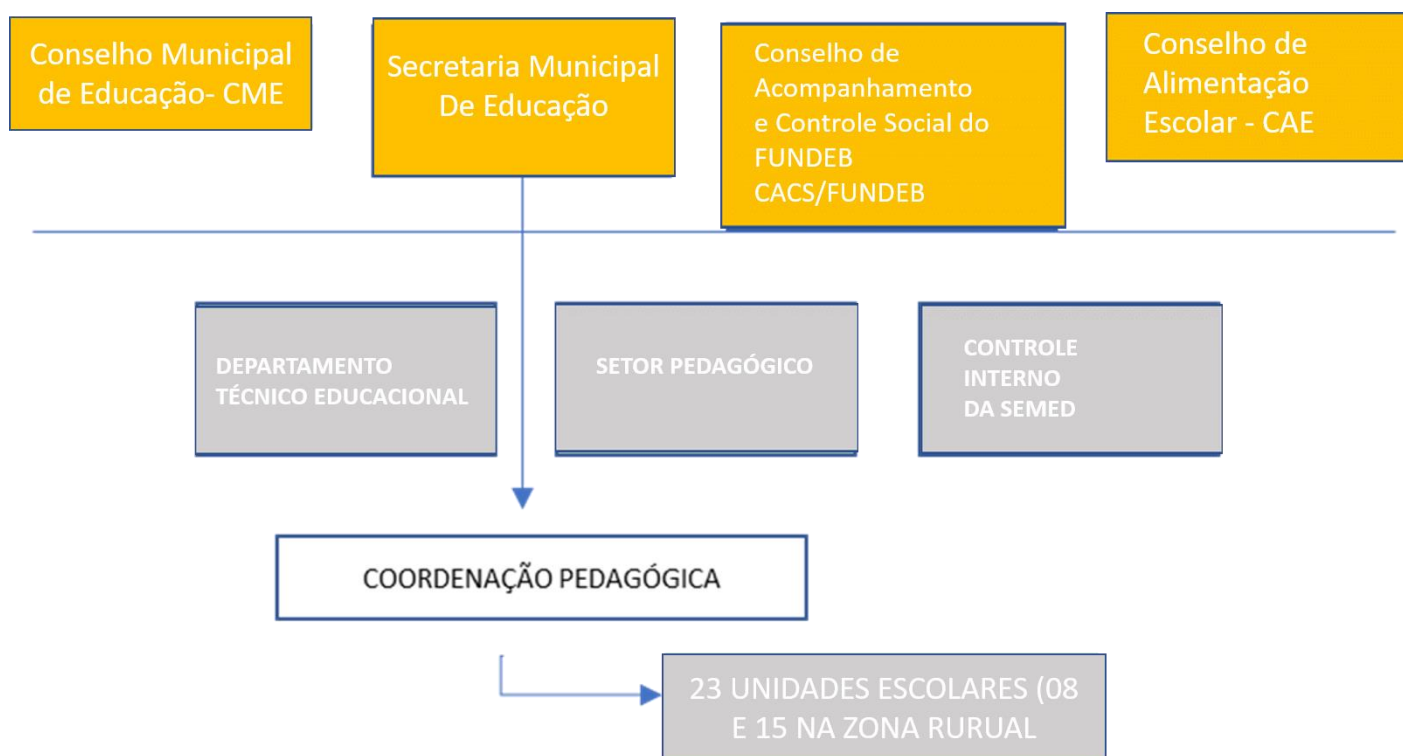 Conselho Municipal
de Educação- CME
Secretaria Municipal
De Educação
Conselho de
Acompanhamento
e Controle Social do
FUNDEB
CACS/FUNDEB
Conselho de
Alimentação
Escolar - CAE
DEPARTAMENTO
TÉCNICO EDUCACIONAL
SETOR PEDAGÓGICO
CONTROLE
INTERNO
DA SEMED
COORDENAÇÃO PEDAGÓGICA
23 UNIDADES ESCOLARES (08
E 15 NA ZONA RURUAL